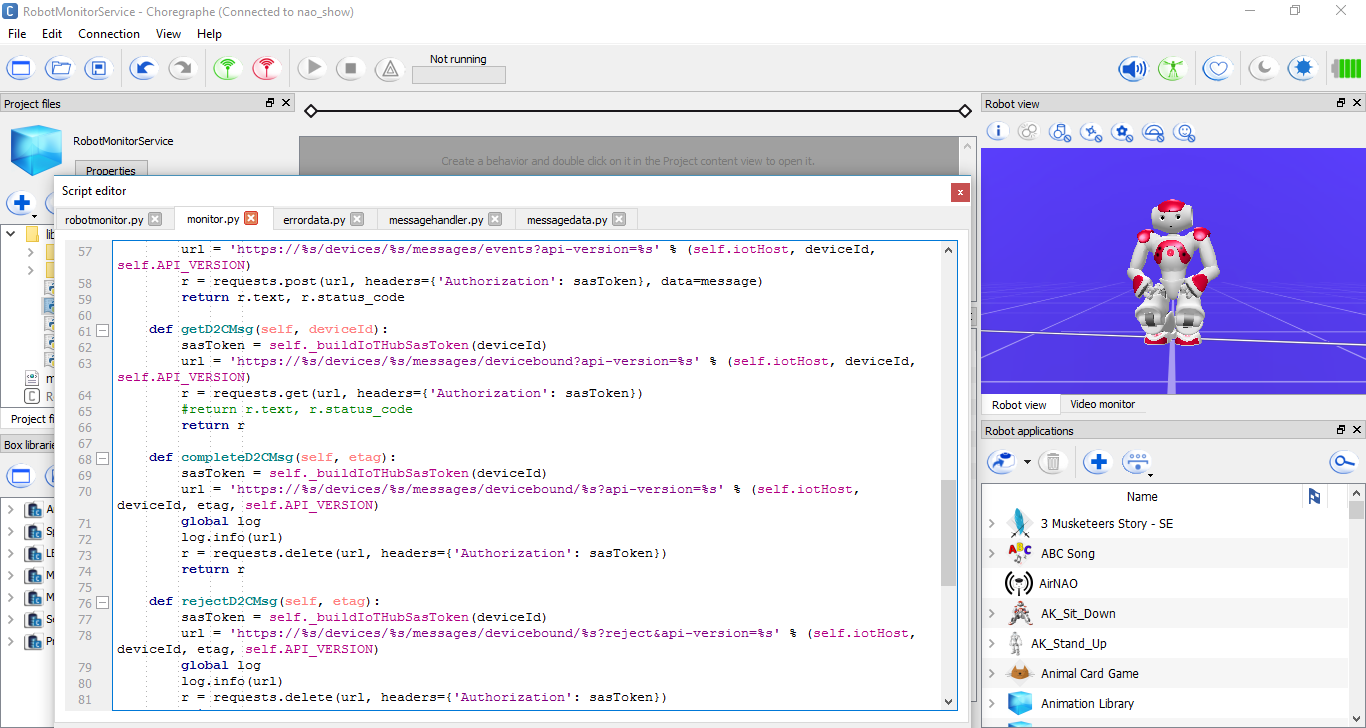 RobotMonitorService - Choregraphe (Connected to nao_show)
File Edit Connection View Help
Not running
Project files
RobotMonitorService
Properties
Create a behavior and double click on it in the Project content view to open it.
Script editor
robotmonitor.py monitor.py errordata.py messagehandler.py messagedata.py
57 url = 'https://%s/devices/%s/messages/events?api-version=%s' % (self.iotHost, deviceId,
self.API_VERSION)
58 r = requests.post(url, headers={'Authorization': sasToken}, data=message)
59 return r.text, r.status_code
60
61 def getD2CMsg(self, deviceId):
62 sasToken = self._buildIoTHubSasToken(deviceId)
63 url = 'https://%s/devices/%s/messages/devicebound?api-version=%s' % (self.iotHost, deviceId,
self.API_VERSION)
64 r = requests.get(url, headers={'Authorization': sasToken})
65 #return r.text, r.status_code
66 return r
67
68 def completeD2CMsg(self, etag):
69 sasToken = self._buildIoTHubSasToken(deviceId)
70 url = 'https://%s/devices/%s/messages/devicebound/%s?api-version=%s' % (self.iotHost,
deviceId, etag, self.API_VERSION)
71 global log
72 log.info(url)
73 r = requests.delete(url, headers={'Authorization': sasToken})
74 return r
75
76 def rejectD2CMsg(self, etag):
77 sasToken = self._buildIoTHubSasToken(deviceId)
78 url = 'https://%s/devices/%s/messages/devicebound/%s?reject&api-version=%s' % (self.iotHost,
deviceId, etag, self.API_VERSION)
79 global log
80 log.info(url)
81 r = requests.delete(url, headers={'Authorization': sasToken})
lib
Project fi
Box librarie
Robot view
Robot view Video monitor
Robot applications
Name
3 Musketeers Story - SE
ABC Song
AirNAO
AK_Sit_Down
AK_Stand_Up
Animal Card Game
Animation Library